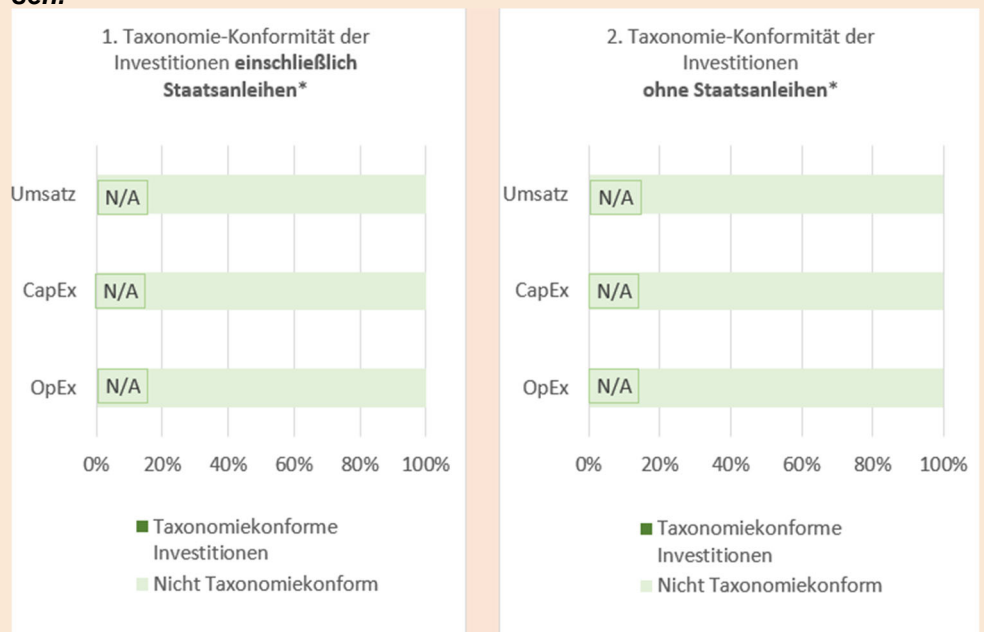 sen.
1. Taxonomie-Konformität der
Investitionen einschließlich
Staatsanleihen*
Umsatz
N/A
CapEx
N/A
OpEx
N/A
0% 20% 40% 60% 80% 100%
Taxonomiekonforme
Investitionen
Nicht Taxonomiekonform
2. Taxonomie-Konformität der
Investitionen
ohne Staatsanleihen*
Umsatz
N/A
CapEx
N/A
OpEx
N/A
0% 20% 40% 60% 80% 100%
Taxonomiekonforme
Investitionen
Nicht Taxonomiekonform